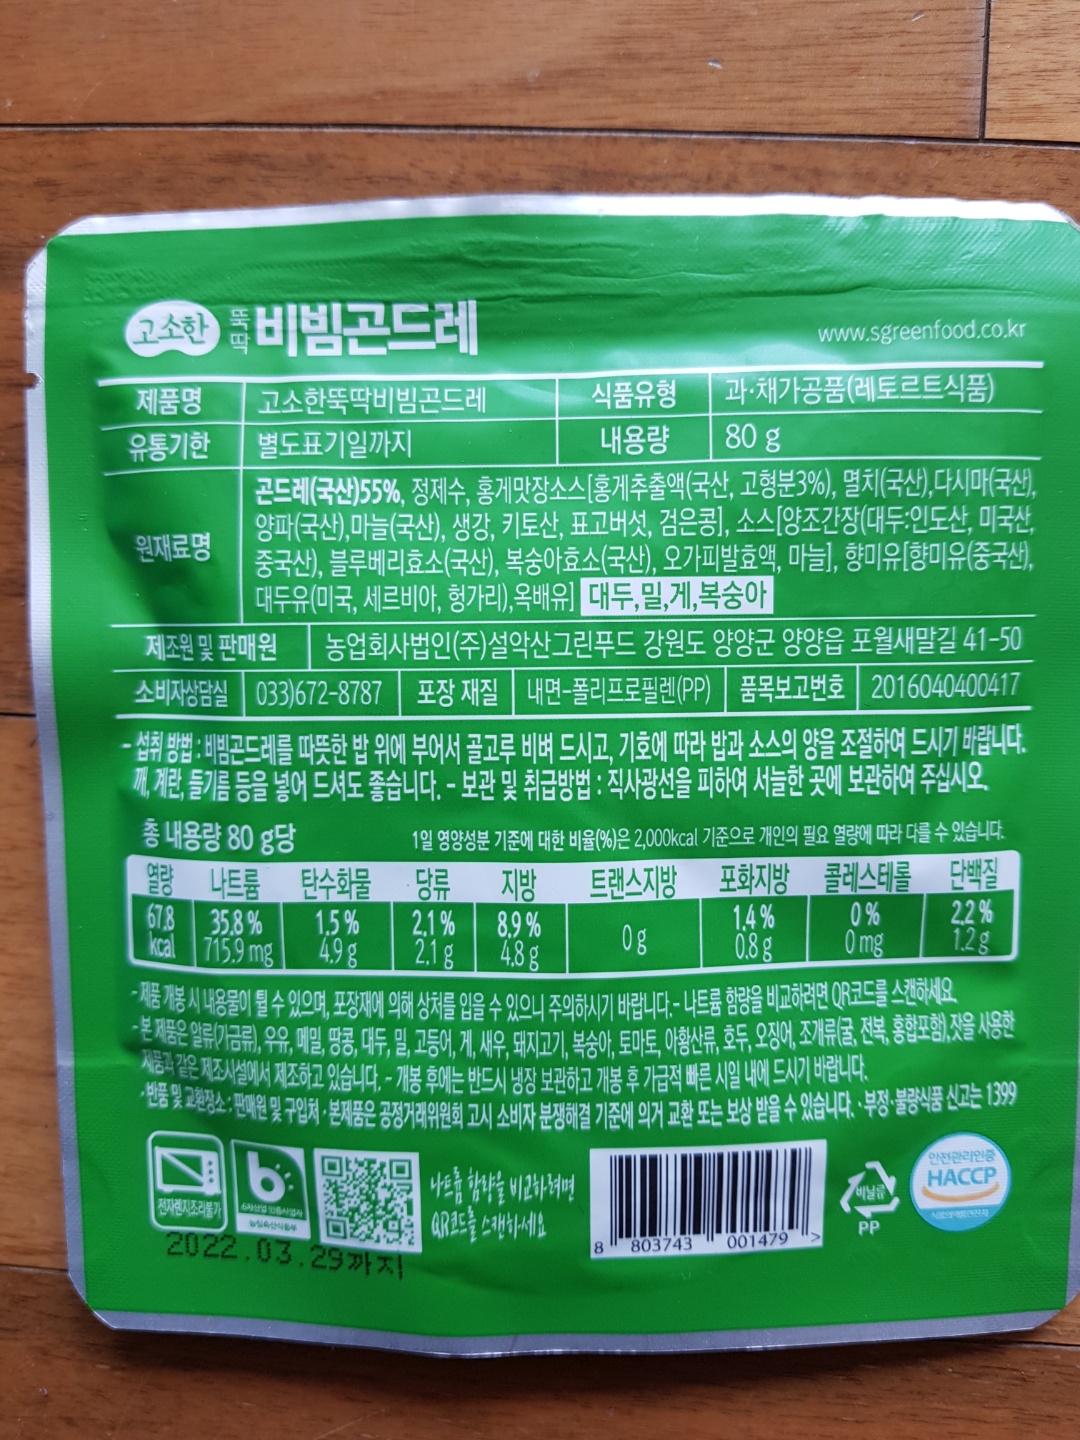 고소한 뚝딱 비빔곤드레
www.sgreenfood.co.kr
제품명 고소한뚝딱비빔곤드레 식품유형 과·채가공품(레토르트식품)
유통기한 별도표기일까지 내용량 80 g
원재료명
곤드레(국산)55%, 정제수, 홍게맛장소스[홍게추출액(국산, 고형분3%), 멸치(국산),다시마(국산),
양파(국산),마늘(국산), 생강, 키토산, 표고버섯, 검은콩], 소스[양조간장(대두:인도산, 미국산,
중국산), 블루베리효소(국산), 복숭아효소(국산), 오가피발효액, 마늘], 향미유[향미유(중국산),
대두유(미국, 세르비아, 헝가리),옥배유] 대두,밀,게,복숭아
제조원 및 판매원 농업회사법인(주)설악산그린푸드 강원도 양양군 양양읍 포월새말길 41-50
소비자상담실 033)672-8787 포장 재질 내면-폴리프로필렌(PP) 품목보고번호 2016040400417
- 섭취 방법 : 비빔곤드레를 따뜻한 밥 위에 부어서 골고루 비벼 드시고, 기호에 따라 밥과 소스의 양을 조절하여 드시기 바랍니다.
깨, 계란, 들기름 등을 넣어 드셔도 좋습니다. - 보관 및 취급방법 : 직사광선을 피하여 서늘한 곳에 보관하여 주십시오.
총 내용량 80 g당 1일 영양성분 기준에 대한 비율(%)은 2,000kcal 기준으로 개인의 필요 열량에 따라 다를 수 있습니다.
열량 나트륨 탄수화물 당류 지방 트랜스지방 포화지방 콜레스테롤 단백질
67.8 35.8 % 1.5 % 2.1 % 8.9 % 0 g 1.4 % 0 % 2.2 %
kcal 715.9 mg 4.9 g 2.1 g 4.8 g 0.8 g 0 mg 1.2 g
- 제품 개봉 시 내용물이 튈 수 있으며, 포장재에 의해 상처를 입을 수 있으니 주의하시기 바랍니다. - 나트륨 함량을 비교하려면 QR코드를 스캔하세요.
- 본 제품은 알류(가금류), 우유, 메밀, 땅콩, 대두, 밀, 고등어, 게, 새우, 돼지고기, 복숭아, 토마토, 아황산류, 호두, 오징어, 조개류(굴, 전복, 홍합포함),잣을 사용한
제품과 같은 제조시설에서 제조하고 있습니다. - 개봉 후에는 반드시 냉장 보관하고 개봉 후 가급적 빠른 시일 내에 드시기 바랍니다.
· 반품 및 교환장소 : 판매원 및 구입처 · 본제품은 공정거래위원회 고시 소비자 분쟁해결 기준에 의거 교환 또는 보상 받을 수 있습니다. · 부정·불량식품 신고는 1399
전자렌지조리불가
6차산업 인증사업자
농림축산식품부
나트륨 함량을 비교하려면
QR코드를 스캔하세요
8 803743 001479 >
비닐류
PP
안전관리인증
HACCP
식품의약품안전처
2022.03.29까지